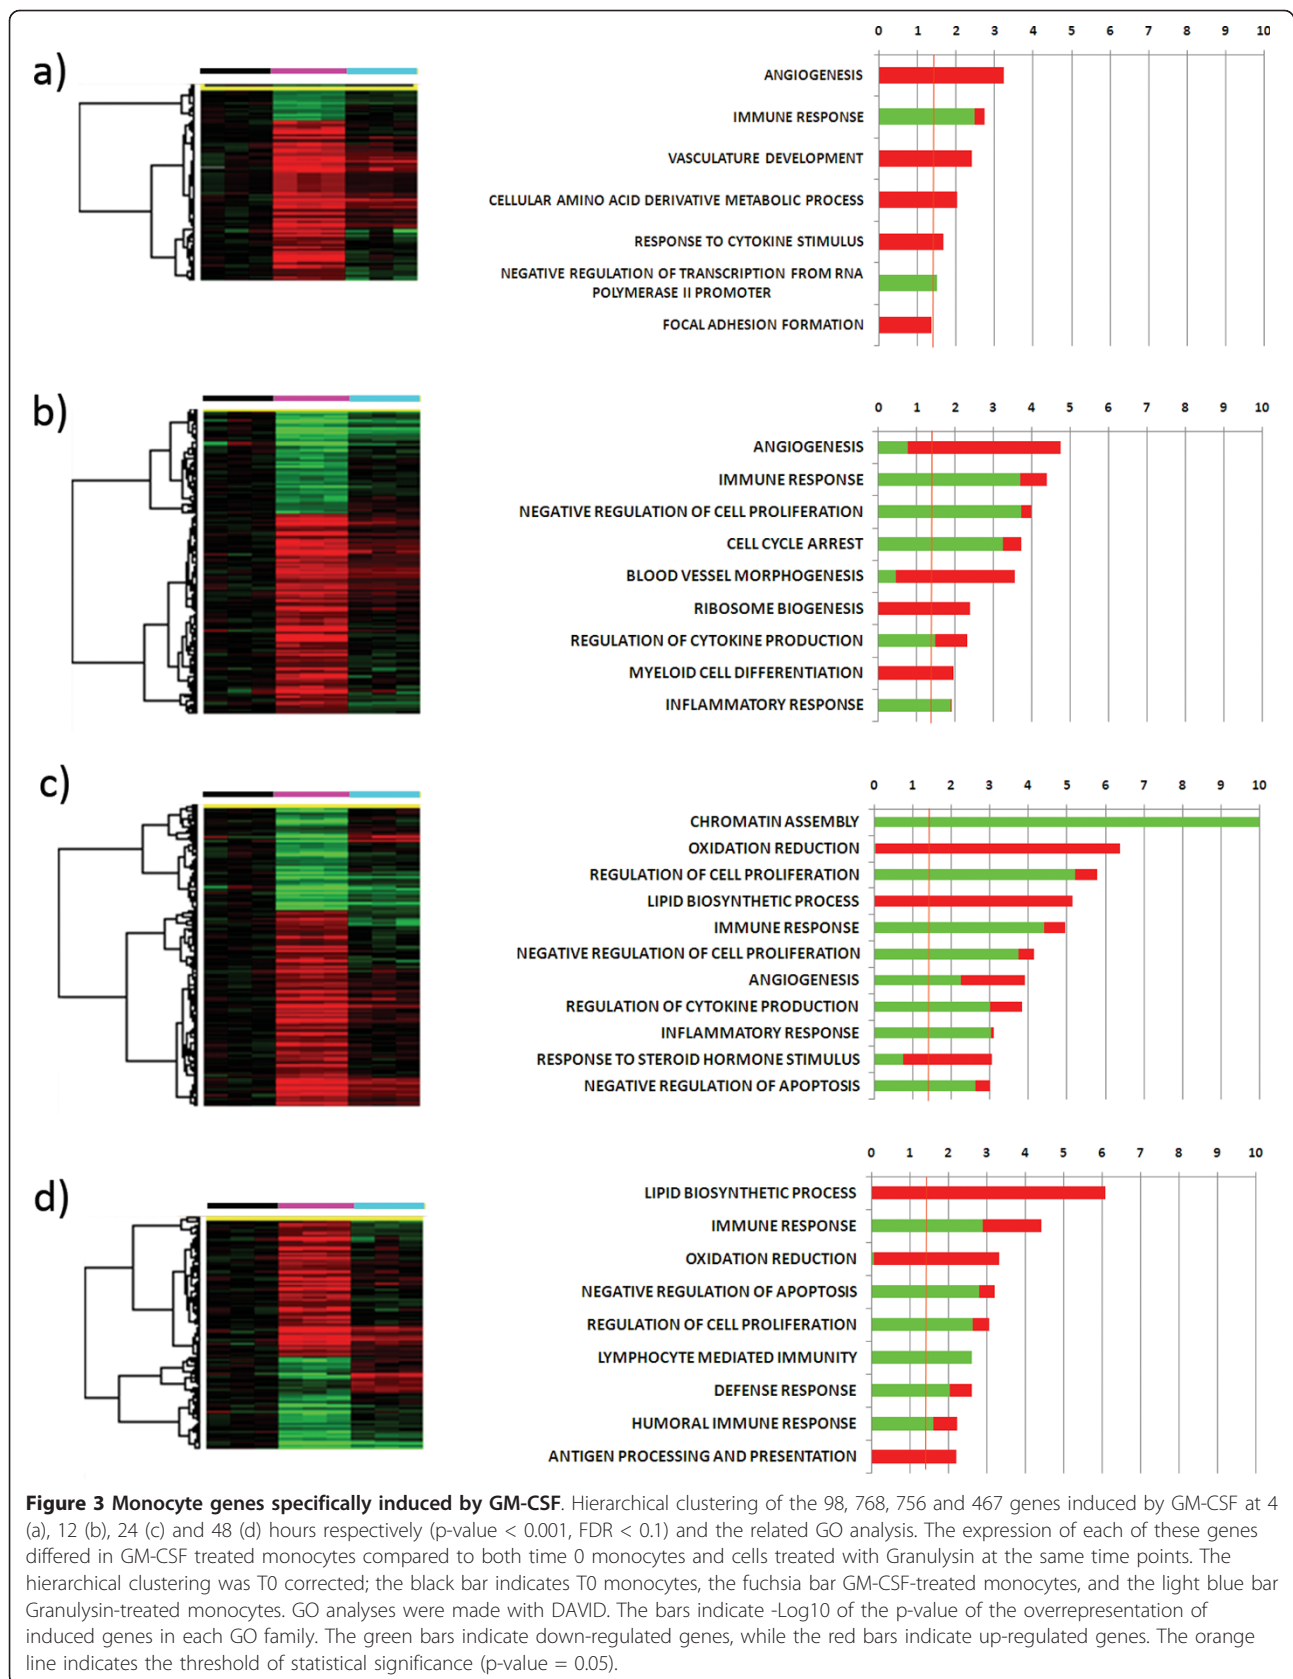 a)
0 1 2 3 4 5 6 7 8 9 10
ANGIOGENESIS
IMMUNE RESPONSE
VASCULATURE DEVELOPMENT
CELLULAR AMINO ACID DERIVATIVE METABOLIC PROCESS
RESPONSE TO CYTOKINE STIMULUS
NEGATIVE REGULATION OF TRANSCRIPTION FROM RNA
POLYMERASE II PROMOTER
FOCAL ADHESION FORMATION
b)
0 1 2 3 4 5 6 7 8 9 10
ANGIOGENESIS
IMMUNE RESPONSE
NEGATIVE REGULATION OF CELL PROLIFERATION
CELL CYCLE ARREST
BLOOD VESSEL MORPHOGENESIS
RIBOSOME BIOGENESIS
REGULATION OF CYTOKINE PRODUCTION
MYELOID CELL DIFFERENTIATION
INFLAMMATORY RESPONSE
c)
0 1 2 3 4 5 6 7 8 9 10
CHROMATIN ASSEMBLY
OXIDATION REDUCTION
REGULATION OF CELL PROLIFERATION
LIPID BIOSYNTHETIC PROCESS
IMMUNE RESPONSE
NEGATIVE REGULATION OF CELL PROLIFERATION
ANGIOGENESIS
REGULATION OF CYTOKINE PRODUCTION
INFLAMMATORY RESPONSE
RESPONSE TO STEROID HORMONE STIMULUS
NEGATIVE REGULATION OF APOPTOSIS
d)
0 1 2 3 4 5 6 7 8 9 10
LIPID BIOSYNTHETIC PROCESS
IMMUNE RESPONSE
OXIDATION REDUCTION
NEGATIVE REGULATION OF APOPTOSIS
REGULATION OF CELL PROLIFERATION
LYMPHOCYTE MEDIATED IMMUNITY
DEFENSE RESPONSE
HUMORAL IMMUNE RESPONSE
ANTIGEN PROCESSING AND PRESENTATION
Figure 3 Monocyte genes specifically induced by GM-CSF. Hierarchical clustering of the 98, 768, 756 and 467 genes induced by GM-CSF at 4
(a), 12 (b), 24 (c) and 48 (d) hours respectively (p-value < 0.001, FDR < 0.1) and the related GO analysis. The expression of each of these genes
differed in GM-CSF treated monocytes compared to both time 0 monocytes and cells treated with Granulysin at the same time points. The
hierarchical clustering was T0 corrected; the black bar indicates T0 monocytes, the fuchsia bar GM-CSF-treated monocytes, and the light blue bar
Granulysin-treated monocytes. GO analyses were made with DAVID. The bars indicate -Log10 of the p-value of the overrepresentation of
induced genes in each GO family. The green bars indicate down-regulated genes, while the red bars indicate up-regulated genes. The orange
line indicates the threshold of statistical significance (p-value = 0.05).